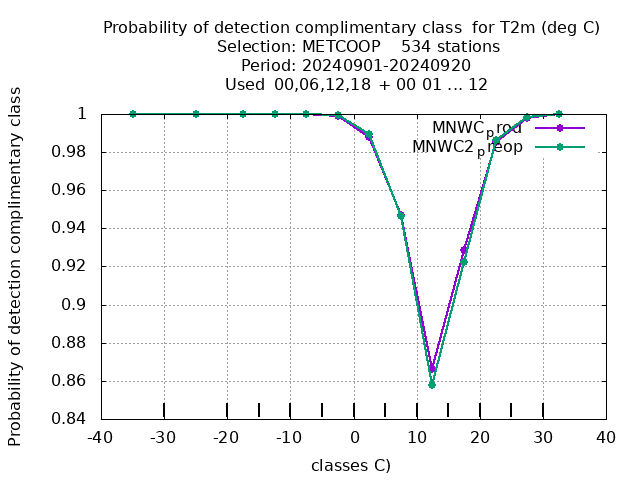 Probability of detection complimentary class  for T2m (deg C)
Selection: METCOOP    534 stations
Period: 20240901-20240920
Used  00,06,12,18 + 00 01 ... 12
Probability of detection complimentary class
1
0.98
0.96
0.94
0.92
0.9
0.88
0.86
0.84
MNWCprod
MNWC2preop
-40 -30 -20 -10 0 10 20 30 40
classes C)